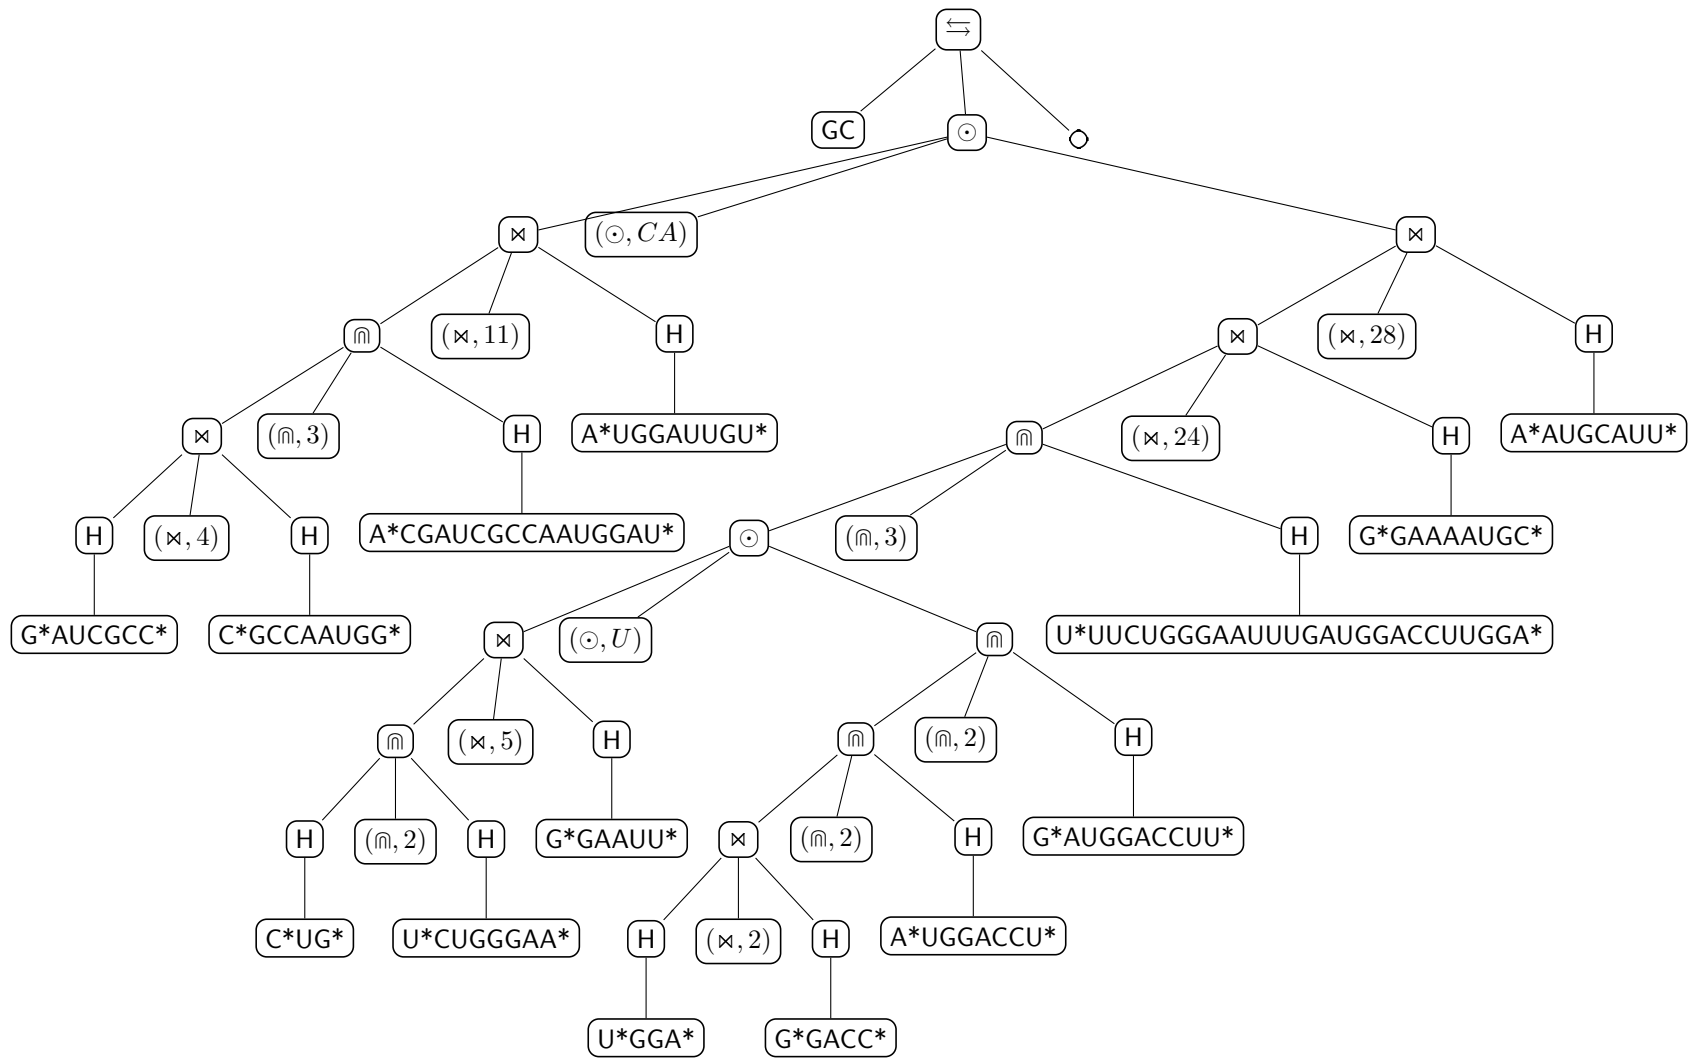 ⇆
GC ⊙
⋈ (⊙, CA) ⋈
⋒ (⋈, 11) H ⋈ (⋈, 28) H
⋈ (⋒, 3) H A*UGGAUUGU* ⋒ (⋈, 24) H A*AUGCAUU*
H (⋈, 4) H A*CGAUCGCCAAUGGAU* ⊙ (⋒, 3) H G*GAAAAUGC*
G*AUCGCC* C*GCCAAUGG* ⋈ (⊙, U) ⋒ U*UUCUGGGAAUUUGAUGGACCUUGGA*
⋒ (⋈, 5) H ⋒ (⋒, 2) H
H (⋒, 2) H G*GAAUU* ⋈ (⋒, 2) H G*AUGGACCUU*
C*UG* U*CUGGGAA* H (⋈, 2) H A*UGGACCU*
U*GGA* G*GACC*